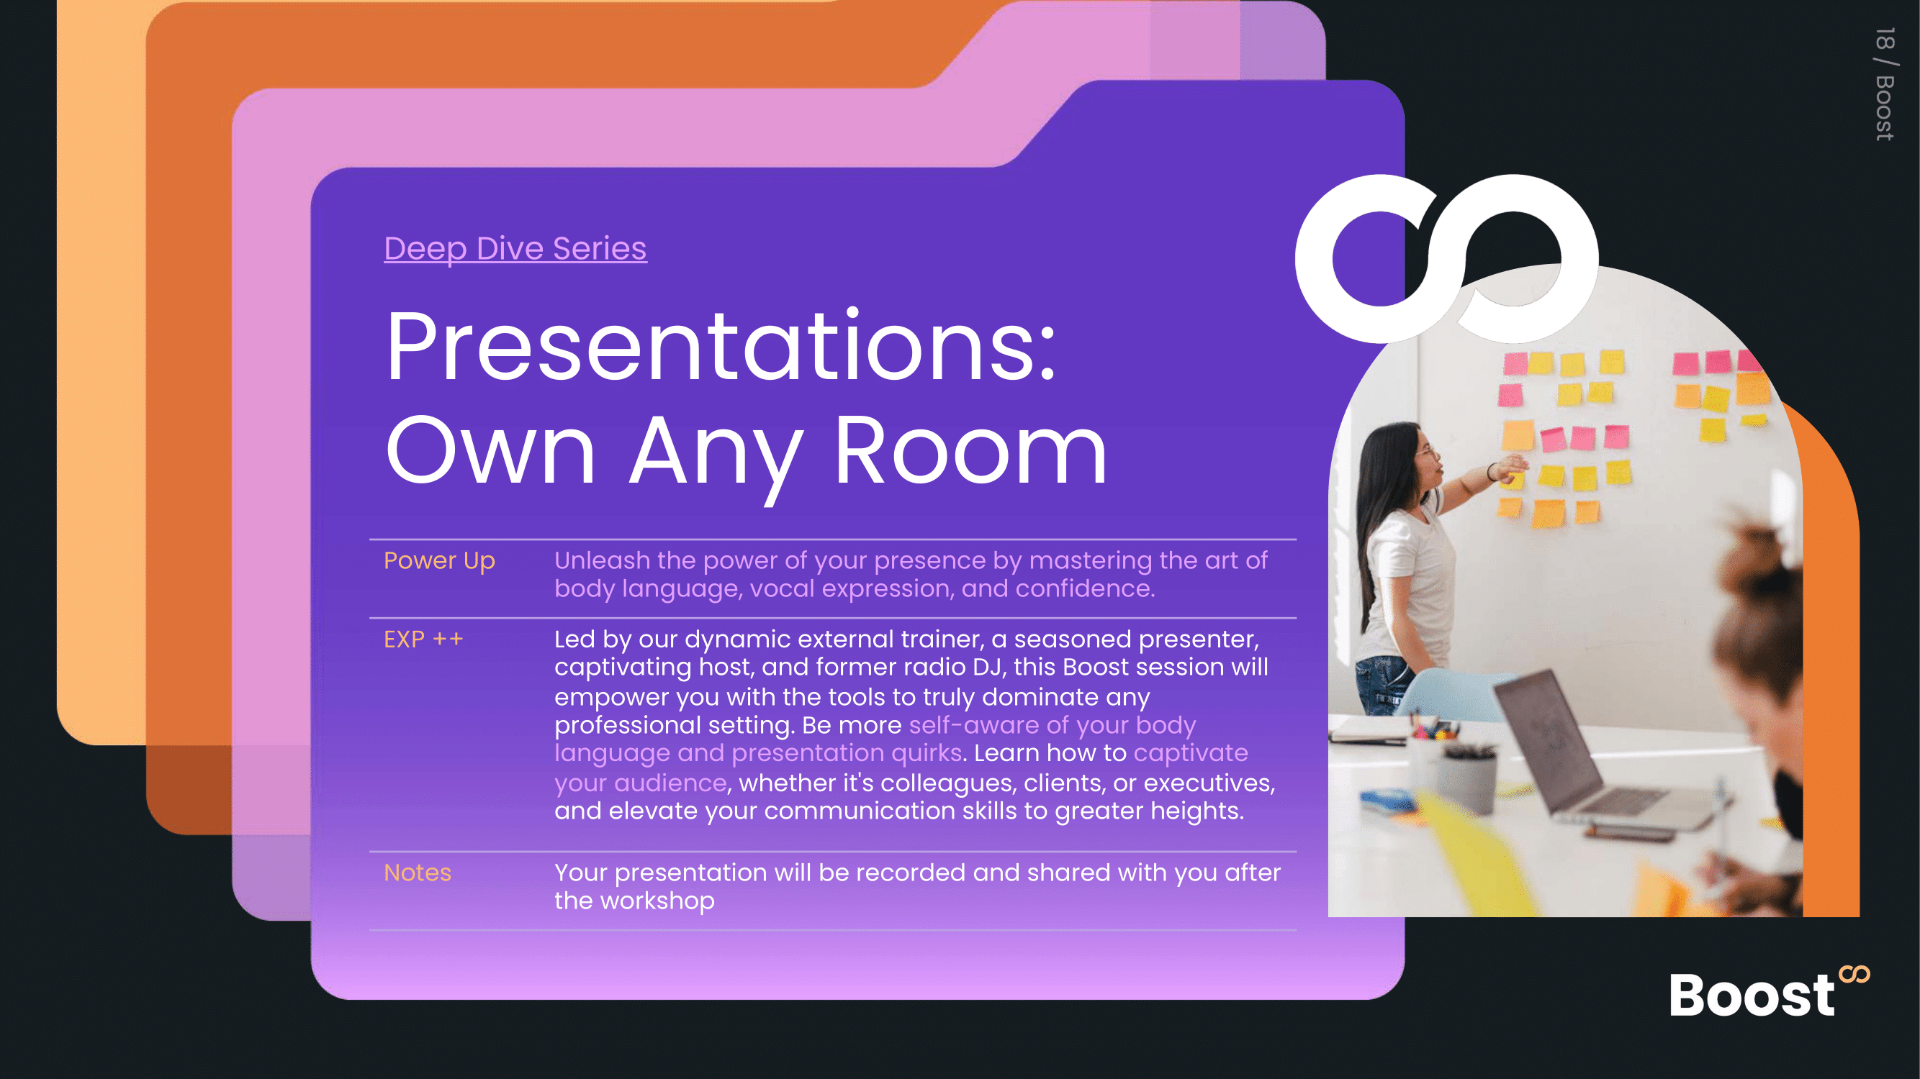 18 / Boost
Deep Dive Series
Presentations:
Own Any Room
Power Up
Unleash the power of your presence by mastering the art of
body language, vocal expression, and confidence.
EXP ++
Led by our dynamic external trainer, a seasoned presenter,
captivating host, and former radio DJ, this Boost session will
empower you with the tools to truly dominate any
professional setting. Be more self-aware of your body
language and presentation quirks. Learn how to captivate
your audience, whether it's colleagues, clients, or executives,
and elevate your communication skills to greater heights.
Notes
Your presentation will be recorded and shared with you after
the workshop
Boost